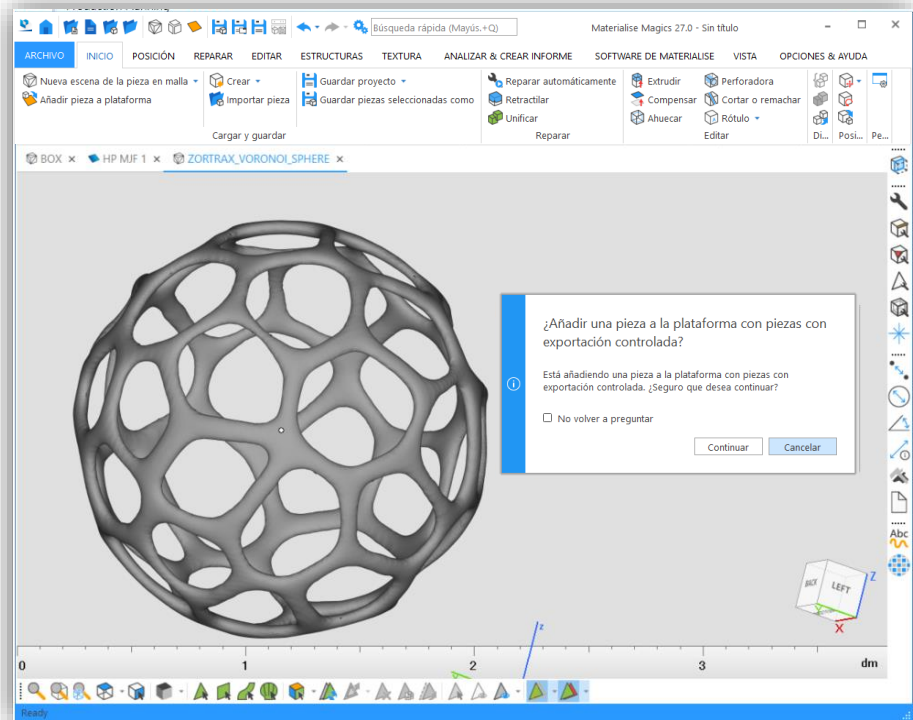 Búsqueda rápida (Mayús.+Q)
Materialise Magics 27.0 - Sin título
ARCHIVO INICIO POSICIÓN REPARAR EDITAR ESTRUCTURAS TEXTURA ANALIZAR & CREAR INFORME SOFTWARE DE MATERIALISE VISTA OPCIONES & AYUDA
Nueva escena de la pieza en malla Crear Guardar proyecto Reparar automáticamente Extrudir Perforadora
Añadir pieza a plataforma Importar pieza Guardar piezas seleccionadas como Retractilar Compensar Cortar o remachar
Unificar Ahuecar Rótulo
Cargar y guardar Reparar Editar Di... Posi... Pe...
BOX HP MJF 1 ZORTRAX_VORONOI_SPHERE
¿Añadir una pieza a la plataforma con piezas con
exportación controlada?
Está añadiendo una pieza a la plataforma con piezas con
exportación controlada. ¿Seguro que desea continuar?
No volver a preguntar
Continuar Cancelar
Abc
BACK LEFT Z
X
z
0 1 2 3 dm
Ready